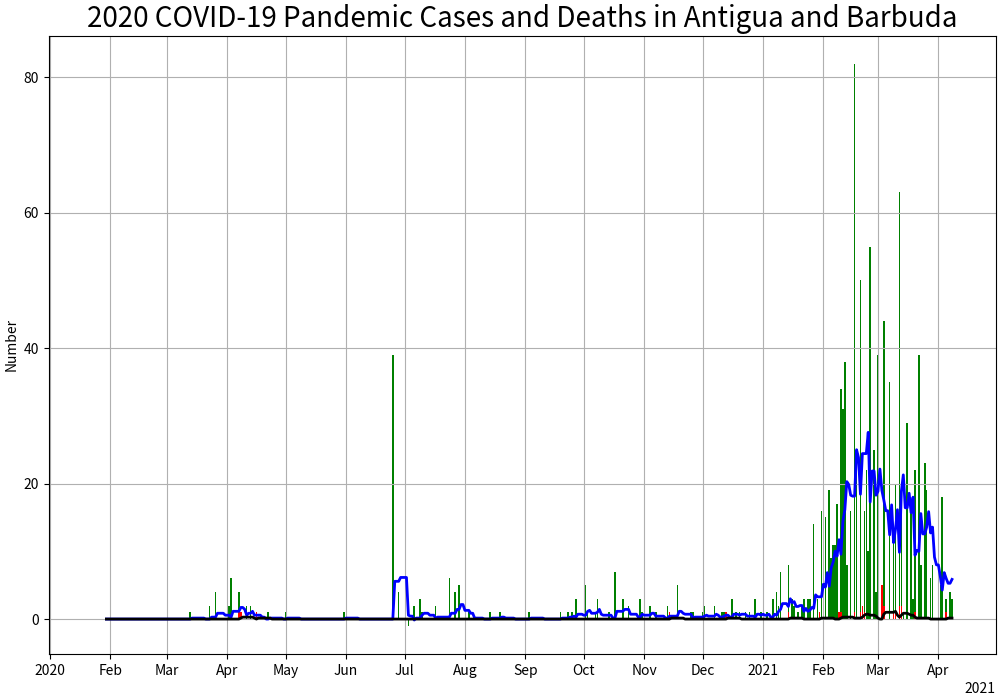 2020 COVID-19 Pandemic Cases and Deaths in Antigua and Barbuda
Number
80
60
40
20
0
2020 Feb Mar Apr May Jun Jul Aug Sep Oct Nov Dec 2021 Feb Mar Apr
2021